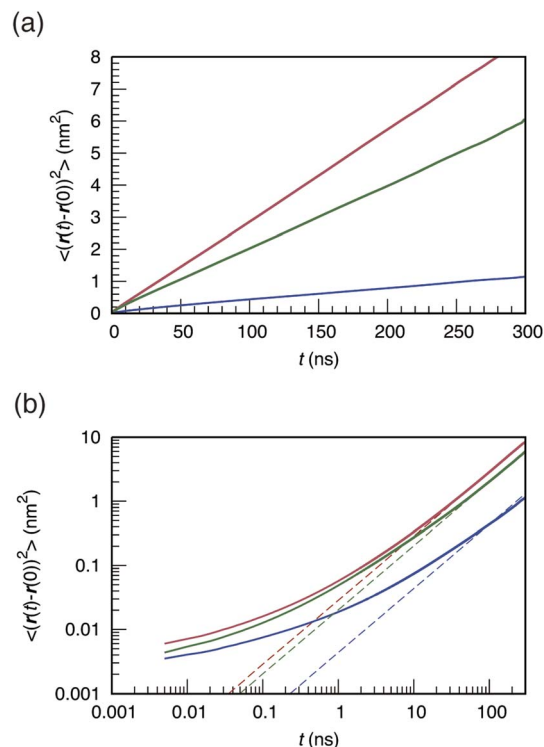 (a)
8
7
6
5
4
3
2
1
0
<(r(t)-r(0))²> (nm²)
0 50 100 150 200 250 300
t (ns)
(b)
10
1
0.1
0.01
0.001
<(r(t)-r(0))²> (nm²)
0.001 0.01 0.1 1 10 100
t (ns)